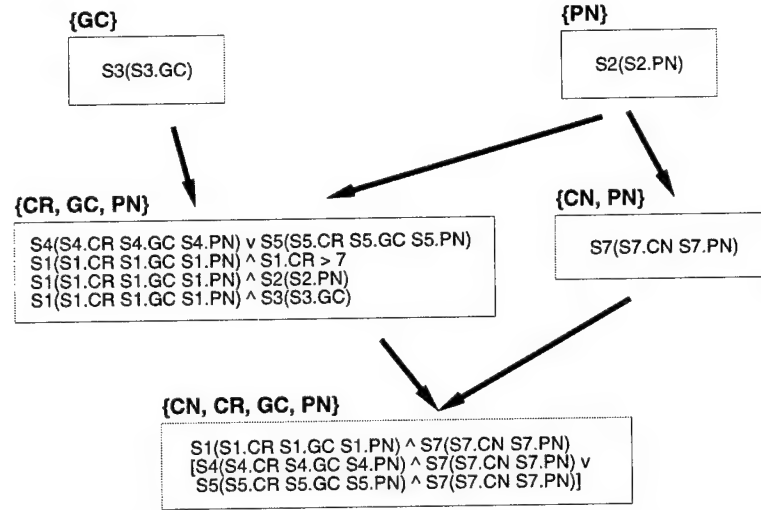 {GC}
S3(S3.GC)
{PN}
S2(S2.PN)
{CR, GC, PN}
S4(S4.CR S4.GC S4.PN) v S5(S5.CR S5.GC S5.PN)
S1(S1.CR S1.GC S1.PN) ^ S1.CR > 7
S1(S1.CR S1.GC S1.PN) ^ S2(S2.PN)
S1(S1.CR S1.GC S1.PN) ^ S3(S3.GC)
{CN, PN}
S7(S7.CN S7.PN)
{CN, CR, GC, PN}
S1(S1.CR S1.GC S1.PN) ^ S7(S7.CN S7.PN)
[S4(S4.CR S4.GC S4.PN) ^ S7(S7.CN S7.PN) v
S5(S5.CR S5.GC S5.PN) ^ S7(S7.CN S7.PN)]